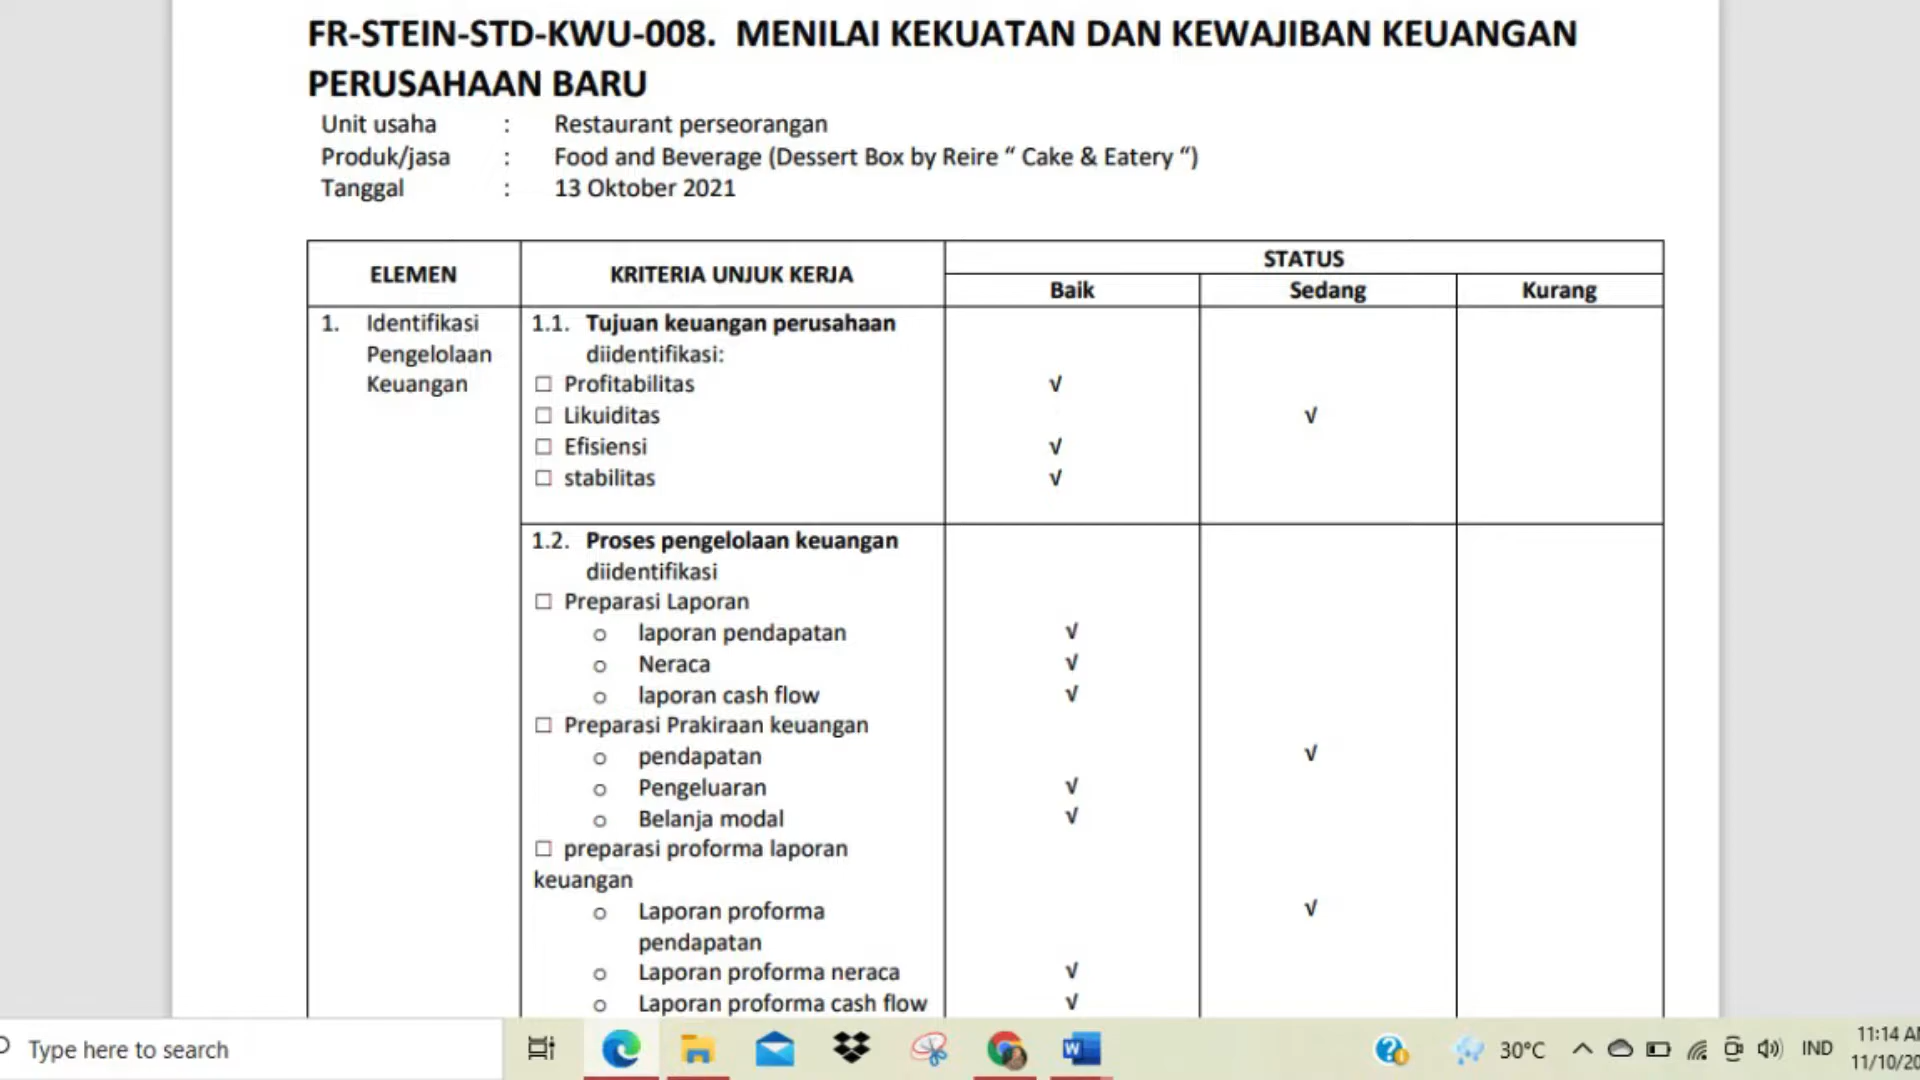 FR-STEIN-STD-KWU-008. MENILAI KEKUATAN DAN KEWAJIBAN KEUANGAN
PERUSAHAAN BARU
Unit usaha : Restaurant perseorangan
Produk/jasa : Food and Beverage (Dessert Box by Reire “ Cake & Eatery “)
Tanggal : 13 Oktober 2021
ELEMEN KRITERIA UNJUK KERJA STATUS
Baik Sedang Kurang
1. Identifikasi 1.1. Tujuan keuangan perusahaan
Pengelolaan diidentifikasi:
Keuangan □ Profitabilitas √
□ Likuiditas √
□ Efisiensi √
□ stabilitas √
1.2. Proses pengelolaan keuangan
diidentifikasi
□ Preparasi Laporan
o laporan pendapatan √
o Neraca √
o laporan cash flow √
□ Preparasi Prakiraan keuangan
o pendapatan √
o Pengeluaran √
o Belanja modal √
□ preparasi proforma laporan
keuangan
o Laporan proforma √
pendapatan
o Laporan proforma neraca √
o Laporan proforma cash flow √
Type here to search 30°C IND 11:14
11/10/20